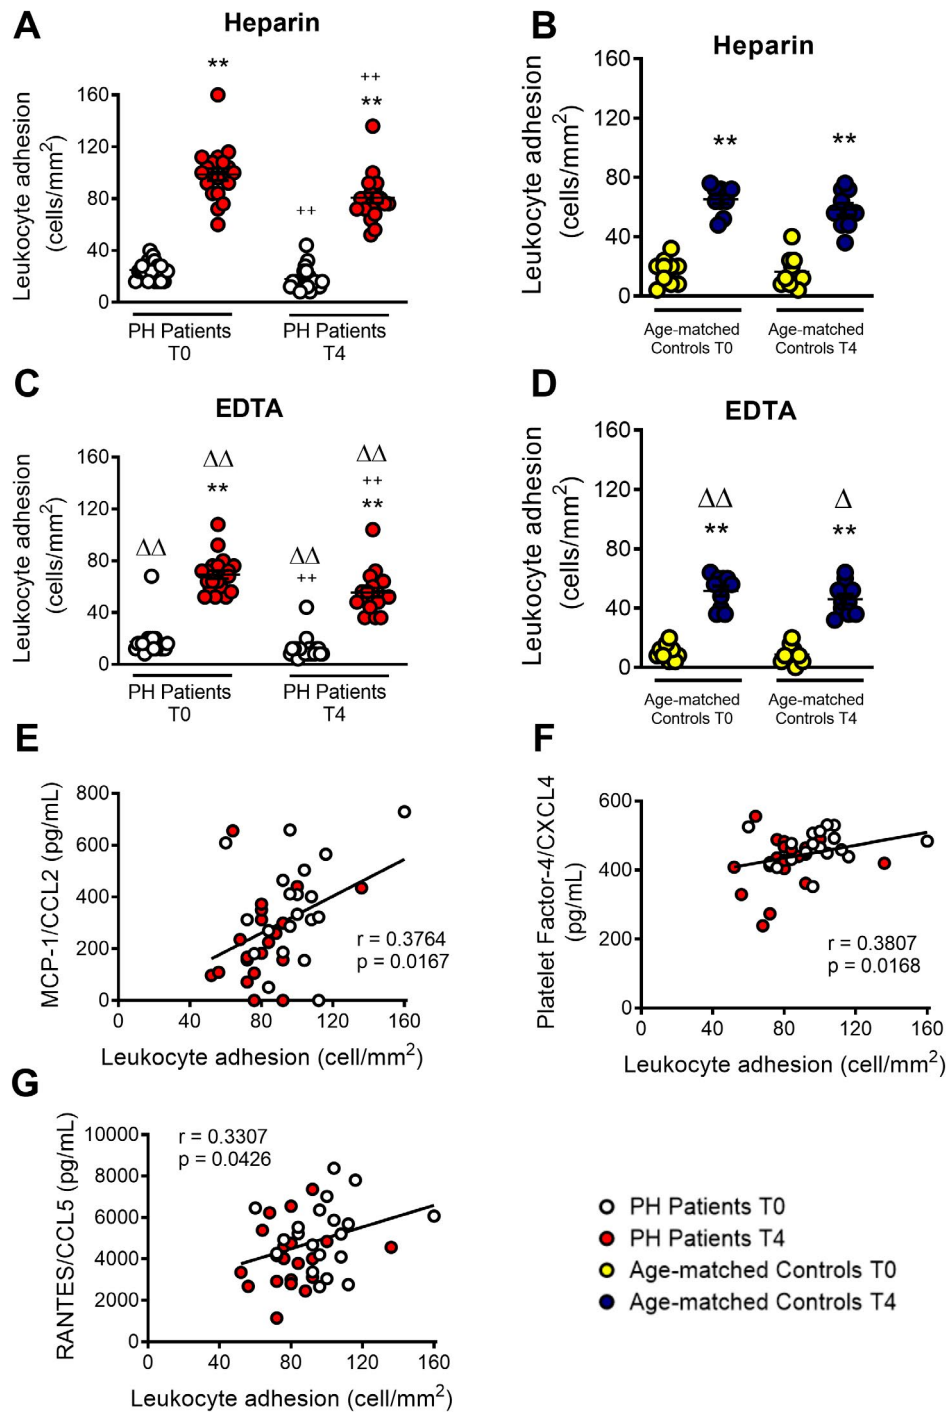 A
Heparin
Leukocyte adhesion
(cells/mm²)
160
120
80
40
0
**
++
++
**
PH Patients
T0
PH Patients
T4
B
Heparin
Leukocyte adhesion
(cells/mm²)
160
120
80
40
0
**
**
Age-matched
Controls T0
Age-matched
Controls T4
C
EDTA
Leukocyte adhesion
(cells/mm²)
160
120
80
40
0
ΔΔ
ΔΔ
**
ΔΔ
++
ΔΔ
++
**
PH Patients
T0
PH Patients
T4
D
EDTA
Leukocyte adhesion
(cells/mm²)
160
120
80
40
0
ΔΔ
**
Δ
**
Age-matched
Controls T0
Age-matched
Controls T4
E
MCP-1/CCL2 (pg/mL)
800
600
400
200
0
r = 0.3764
p = 0.0167
0 40 80 120 160
Leukocyte adhesion (cell/mm²)
F
Platelet Factor-4/CXCL4
(pg/mL)
600
400
200
0
r = 0.3807
p = 0.0168
0 40 80 120 160
Leukocyte adhesion (cell/mm²)
G
RANTES/CCL5 (pg/mL)
10000
8000
6000
4000
2000
0
r = 0.3307
p = 0.0426
0 40 80 120 160
Leukocyte adhesion (cell/mm²)
PH Patients T0
PH Patients T4
Age-matched Controls T0
Age-matched Controls T4